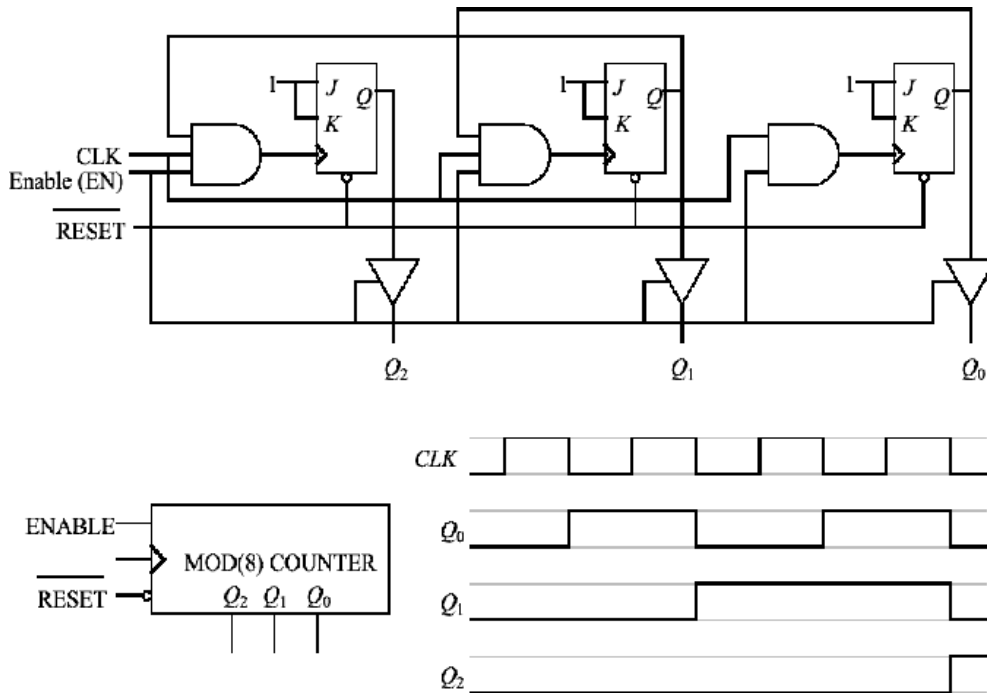 1 J Q K
1 J Q K
1 J Q K
CLK
Enable (EN)
RESET
Q2 Q1 Q0
CLK
Q0
Q1
Q2
ENABLE
MOD(8) COUNTER
RESET
Q2 Q1 Q0